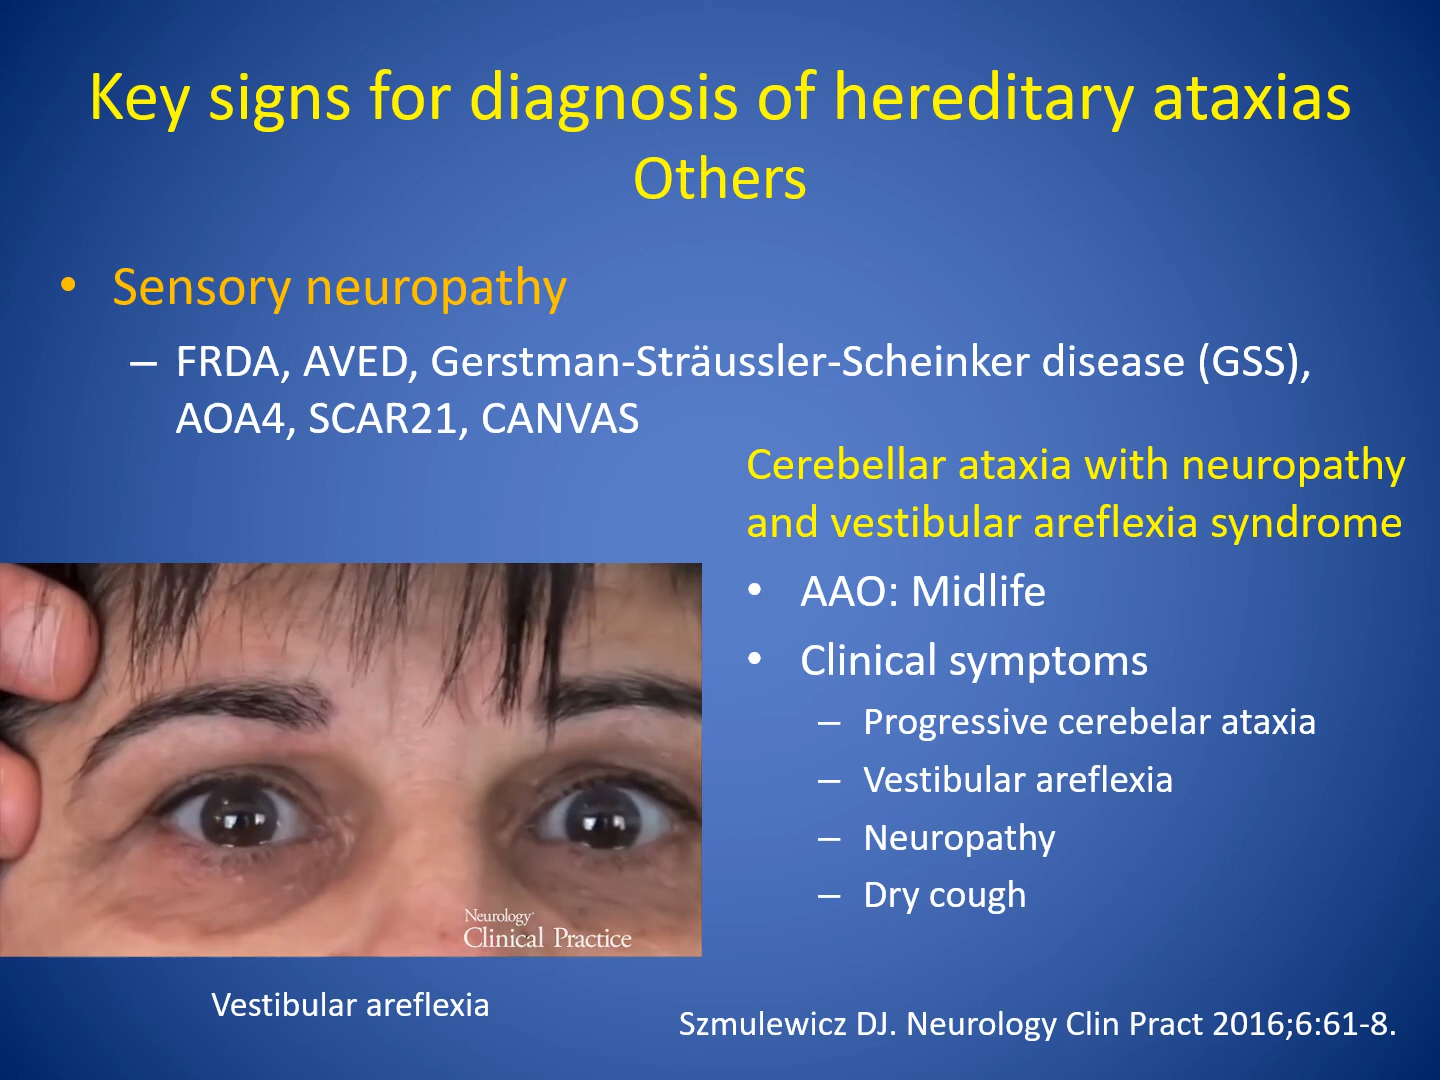 Key signs for diagnosis of hereditary ataxias
Others
• Sensory neuropathy
– FRDA, AVED, Gerstman-Sträussler-Scheinker disease (GSS),
AOA4, SCAR21, CANVAS
Cerebellar ataxia with neuropathy
and vestibular areflexia syndrome
• AAO: Midlife
• Clinical symptoms
– Progressive cerebelar ataxia
– Vestibular areflexia
– Neuropathy
– Dry cough
Neurology
Clinical Practice
Vestibular areflexia
Szmulewicz DJ. Neurology Clin Pract 2016;6:61-8.